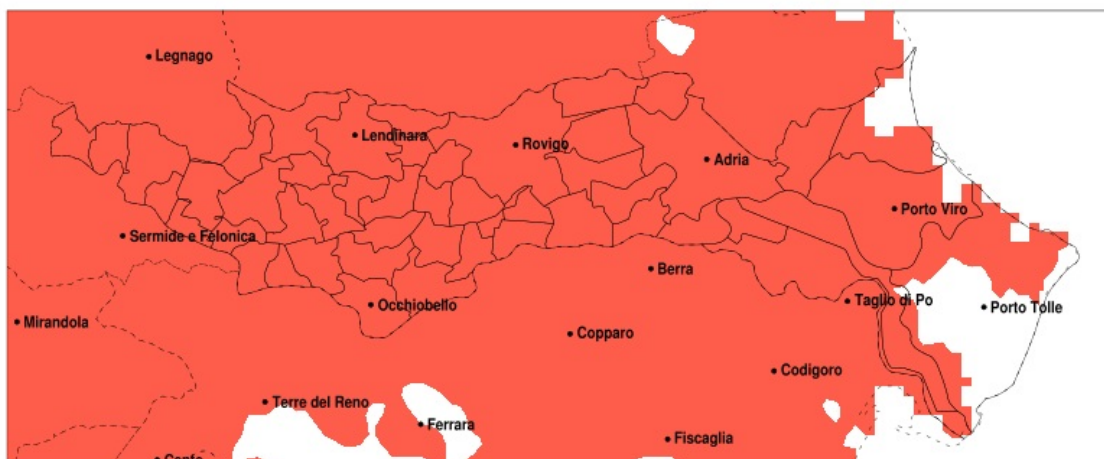 Legnago
Lendinara
Rovigo
Adria
Porto Viro
Sermide e Felonica
Berra
Occhiobello
Taglio di Po
Porto Tolle
Mirandola
Copparo
Codigoro
Terre del Reno
Ferrara
Fiscaglia